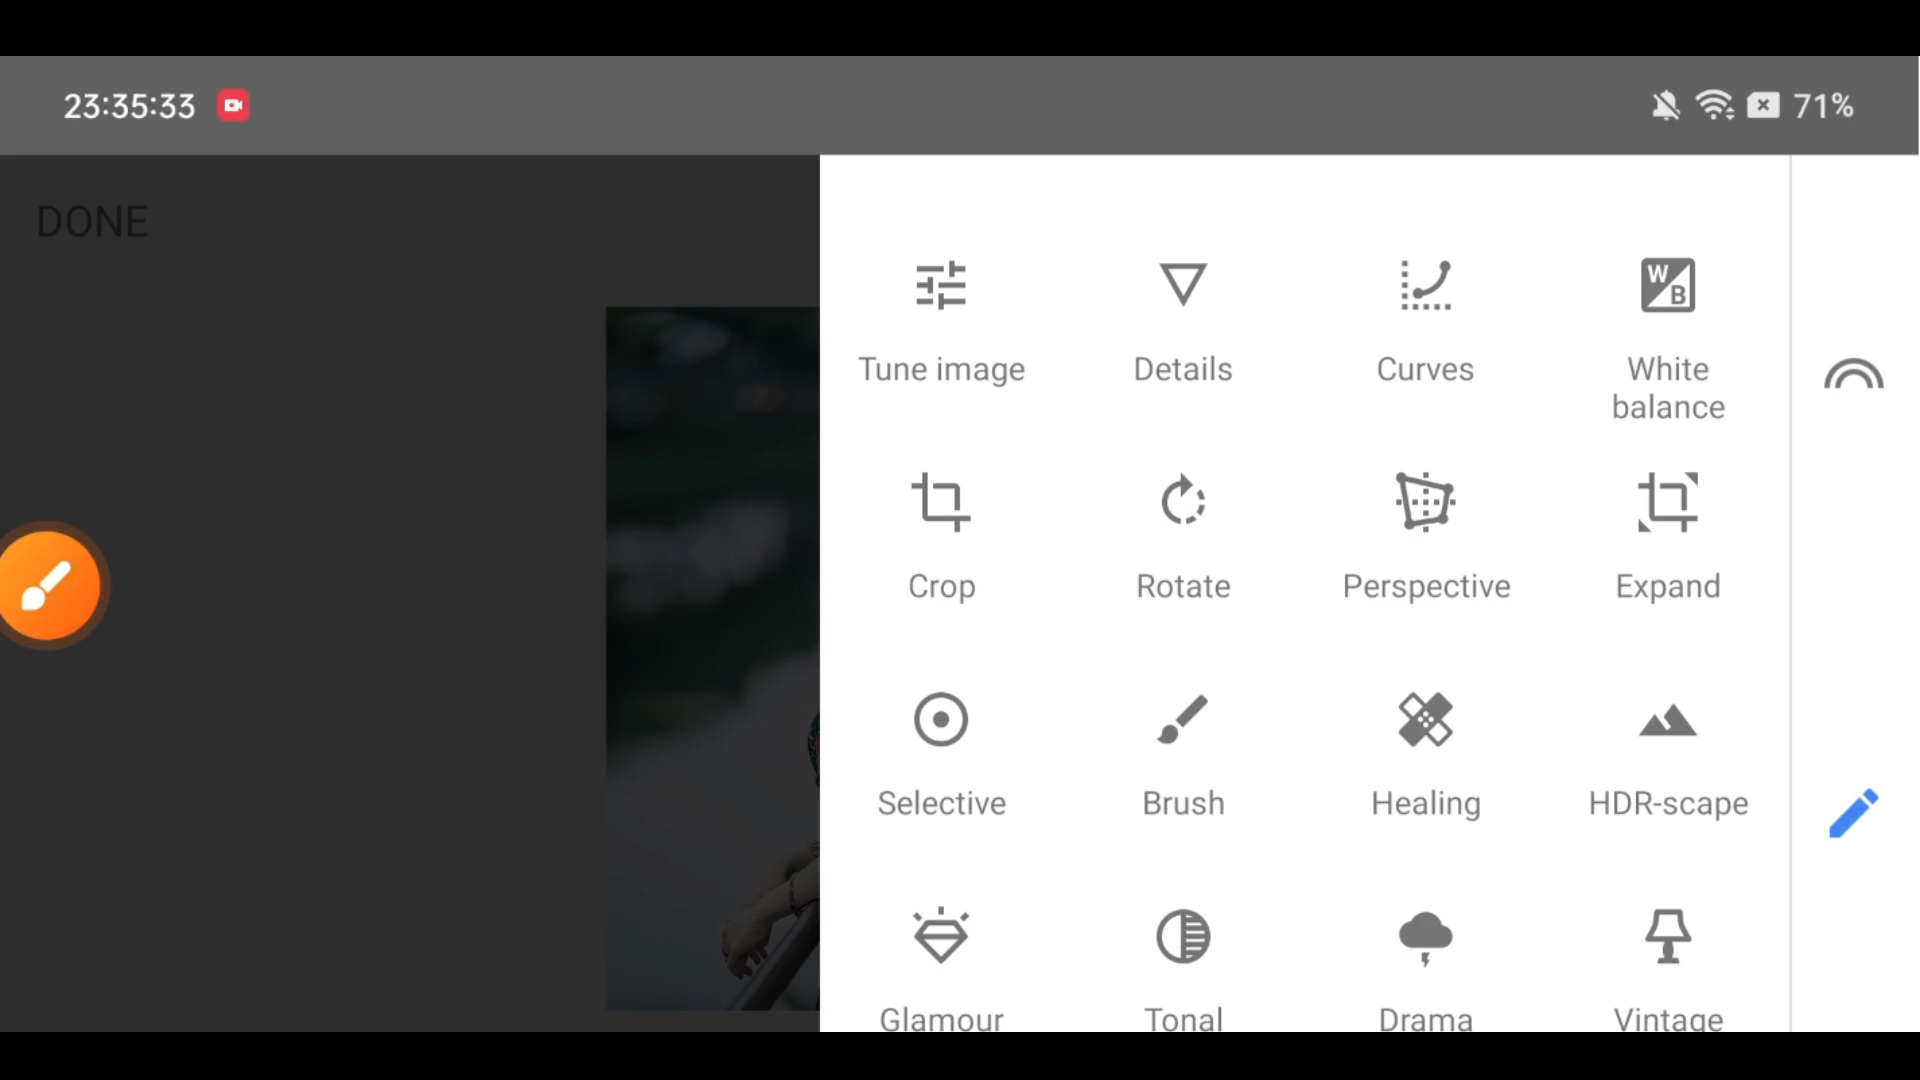 23:35:33 71%
DONE
Tune image Details Curves White balance
Crop Rotate Perspective Expand
Selective Brush Healing HDR-scape
Glamour Tonal Drama Vintage